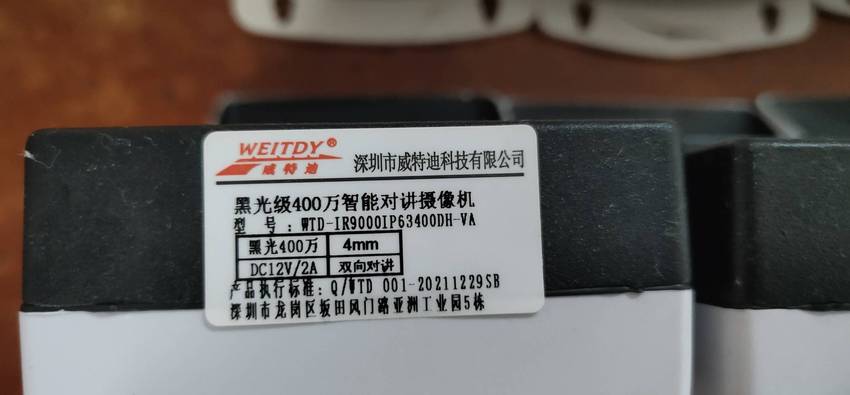 WEITDY®
威特迪
深圳市威特迪科技有限公司
黑光级400万智能对讲摄像机
型 号: WTD-IR9000IP63400DH-VA
黑光400万 4mm
DC12V/2A 双向对讲
产品执行标准: Q/WTD 001-20211229SB
深圳市龙岗区坂田风门路亚洲工业园5栋